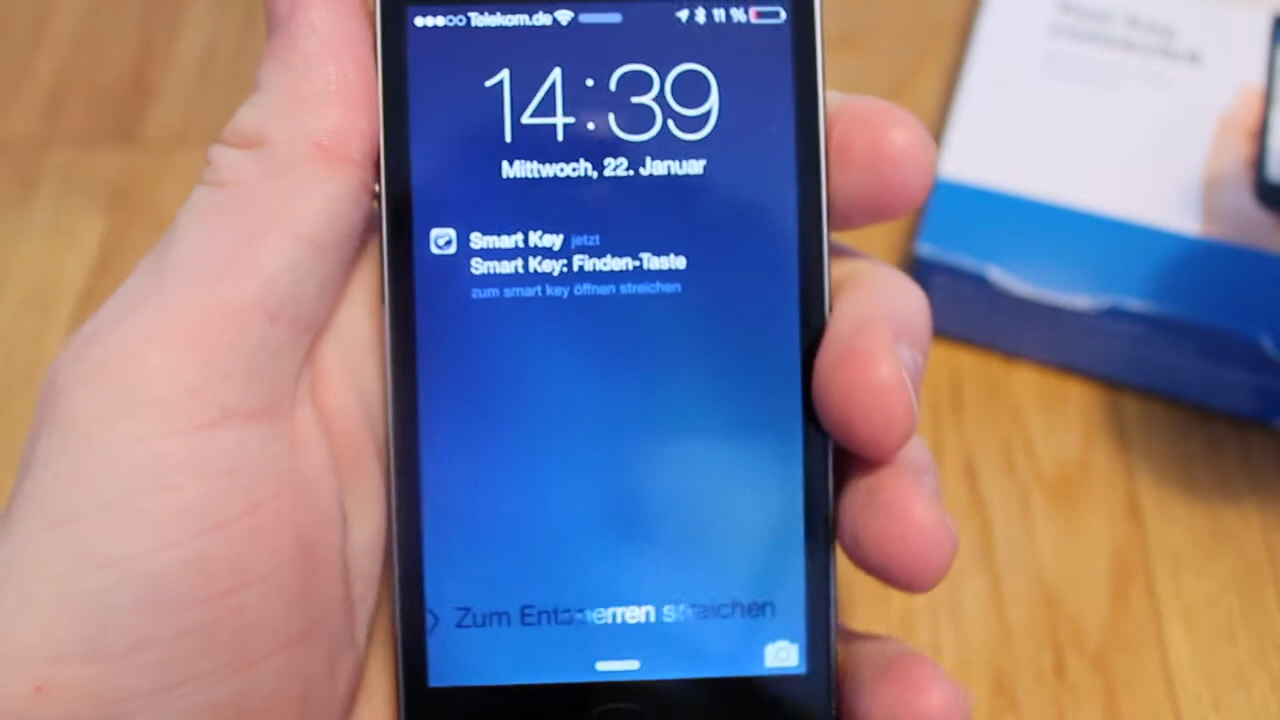 Telekom.de 11 %
14:39
Mittwoch, 22. Januar
Smart Key jetzt
Smart Key: Finden-Taste
zum smart key öffnen streichen
Zum Entsperren streichen